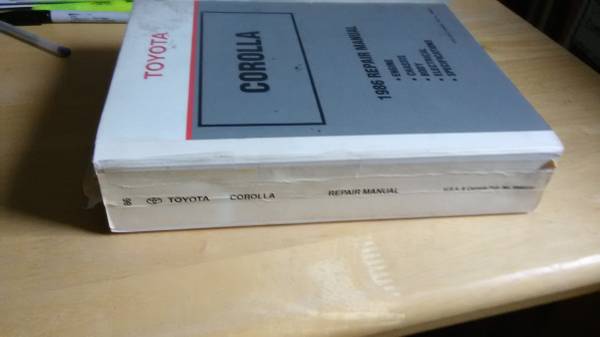 TOYOTA
COROLLA
1986 REPAIR MANUAL
• ENGINE
• CHASSIS
• BODY
• ELECTRICAL
• SPECIFICATIONS
86 TOYOTA COROLLA REPAIR MANUAL